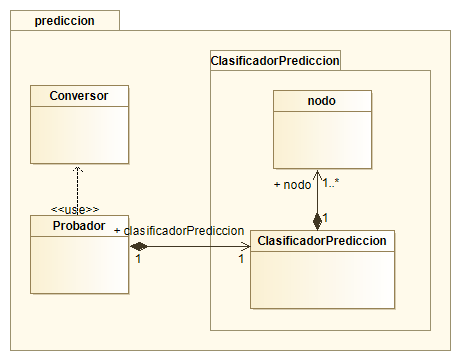 prediccion
ClasificadorPrediccion
Conversor
nodo
+ nodo
1..*
<<use>>
1
Probador
+ clasificadorPrediccion
ClasificadorPrediccion
1
1